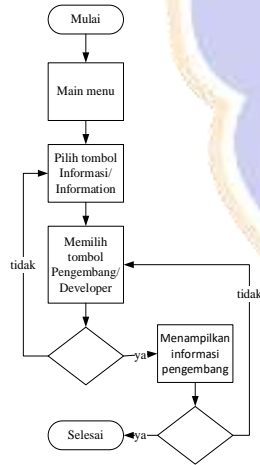 Mulai
Main menu
Pilih tombol
Informasi/
Information
Memilih
tombol
Pengembang/
Developer
tidak
tidak
ya
Menampilkan
informasi
pengembang
Selesai
ya